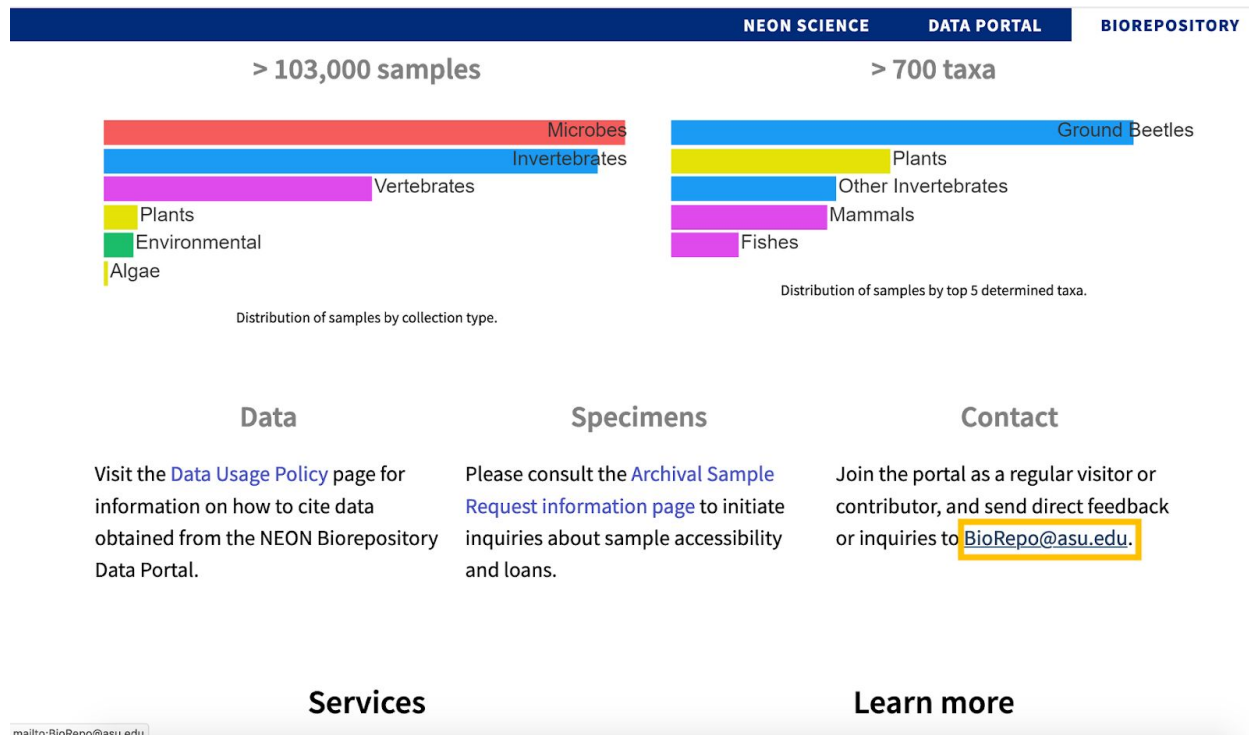 NEON SCIENCE DATA PORTAL BIOREPOSITORY
> 103,000 samples
Microbes
Invertebrates
Vertebrates
Plants
Environmental
Algae
Distribution of samples by collection type.
> 700 taxa
Ground Beetles
Plants
Other Invertebrates
Mammals
Fishes
Distribution of samples by top 5 determined taxa.
Data
Visit the Data Usage Policy page for
information on how to cite data
obtained from the NEON Biorepository
Data Portal.
Specimens
Please consult the Archival Sample
Request information page to initiate
inquiries about sample accessibility
and loans.
Contact
Join the portal as a regular visitor or
contributor, and send direct feedback
or inquiries to BioRepo@asu.edu.
Services
Learn more
mailto:BioRepo@asu.edu